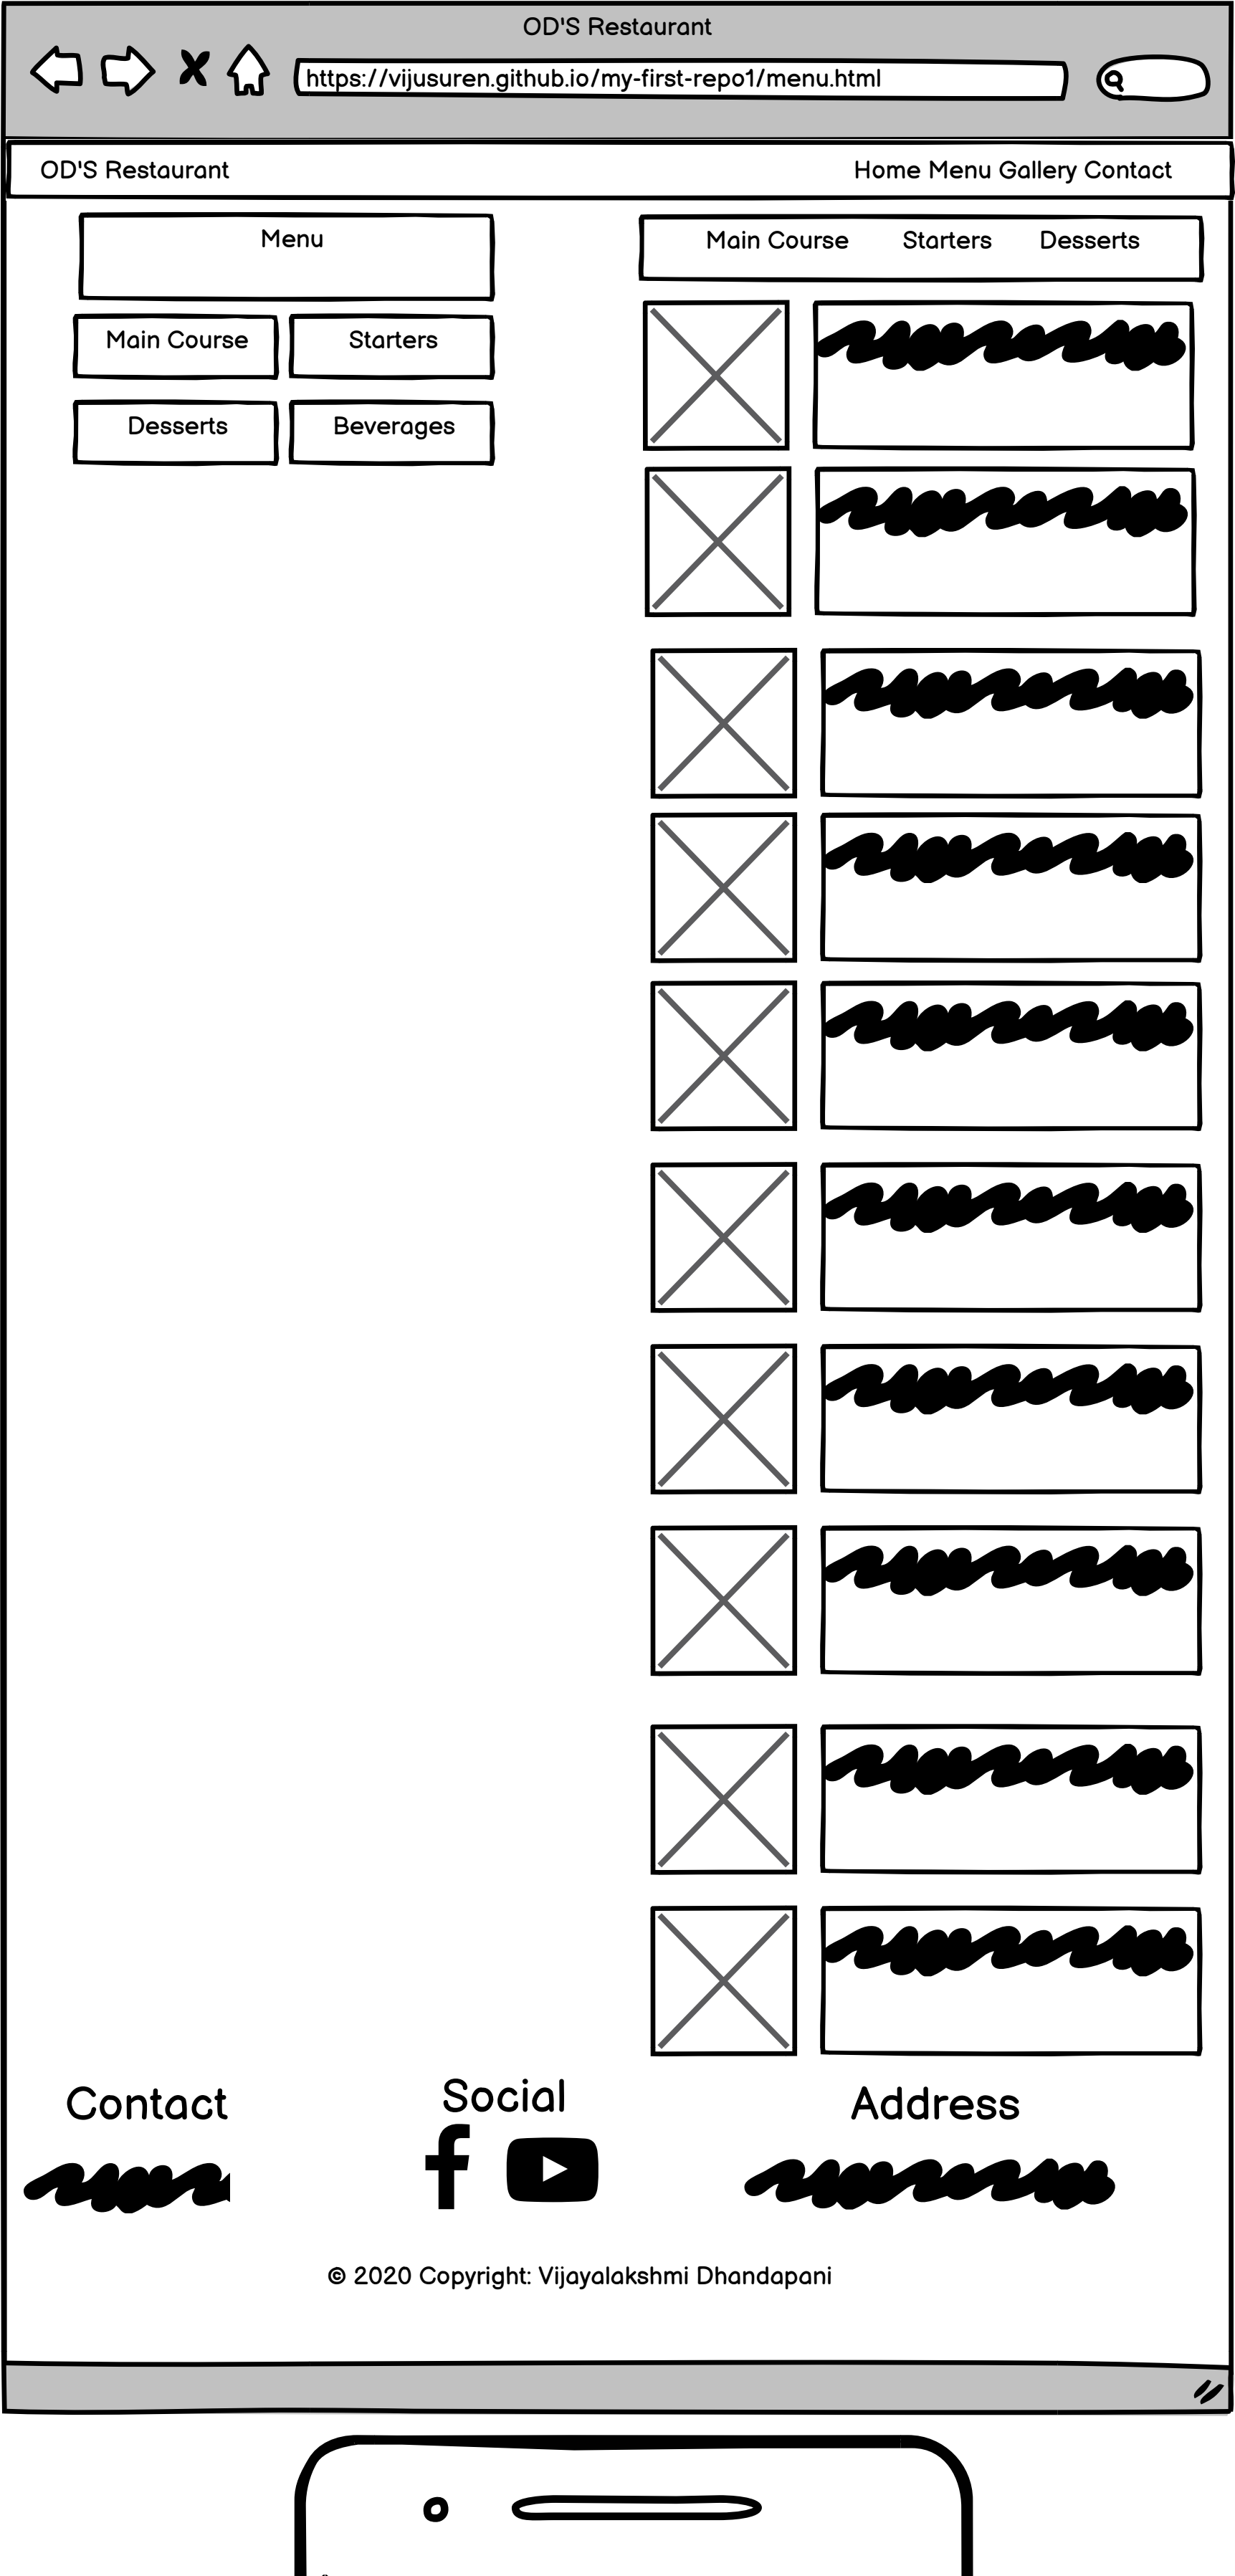 OD'S Restaurant
https://vijusuren.github.io/my-first-repo1/menu.html
OD'S Restaurant
Home Menu Gallery Contact
Menu
Main Course Starters Desserts
Main Course
Starters
Desserts
Beverages
Contact
Social
Address
© 2020 Copyright: Vijayalakshmi Dhandapani